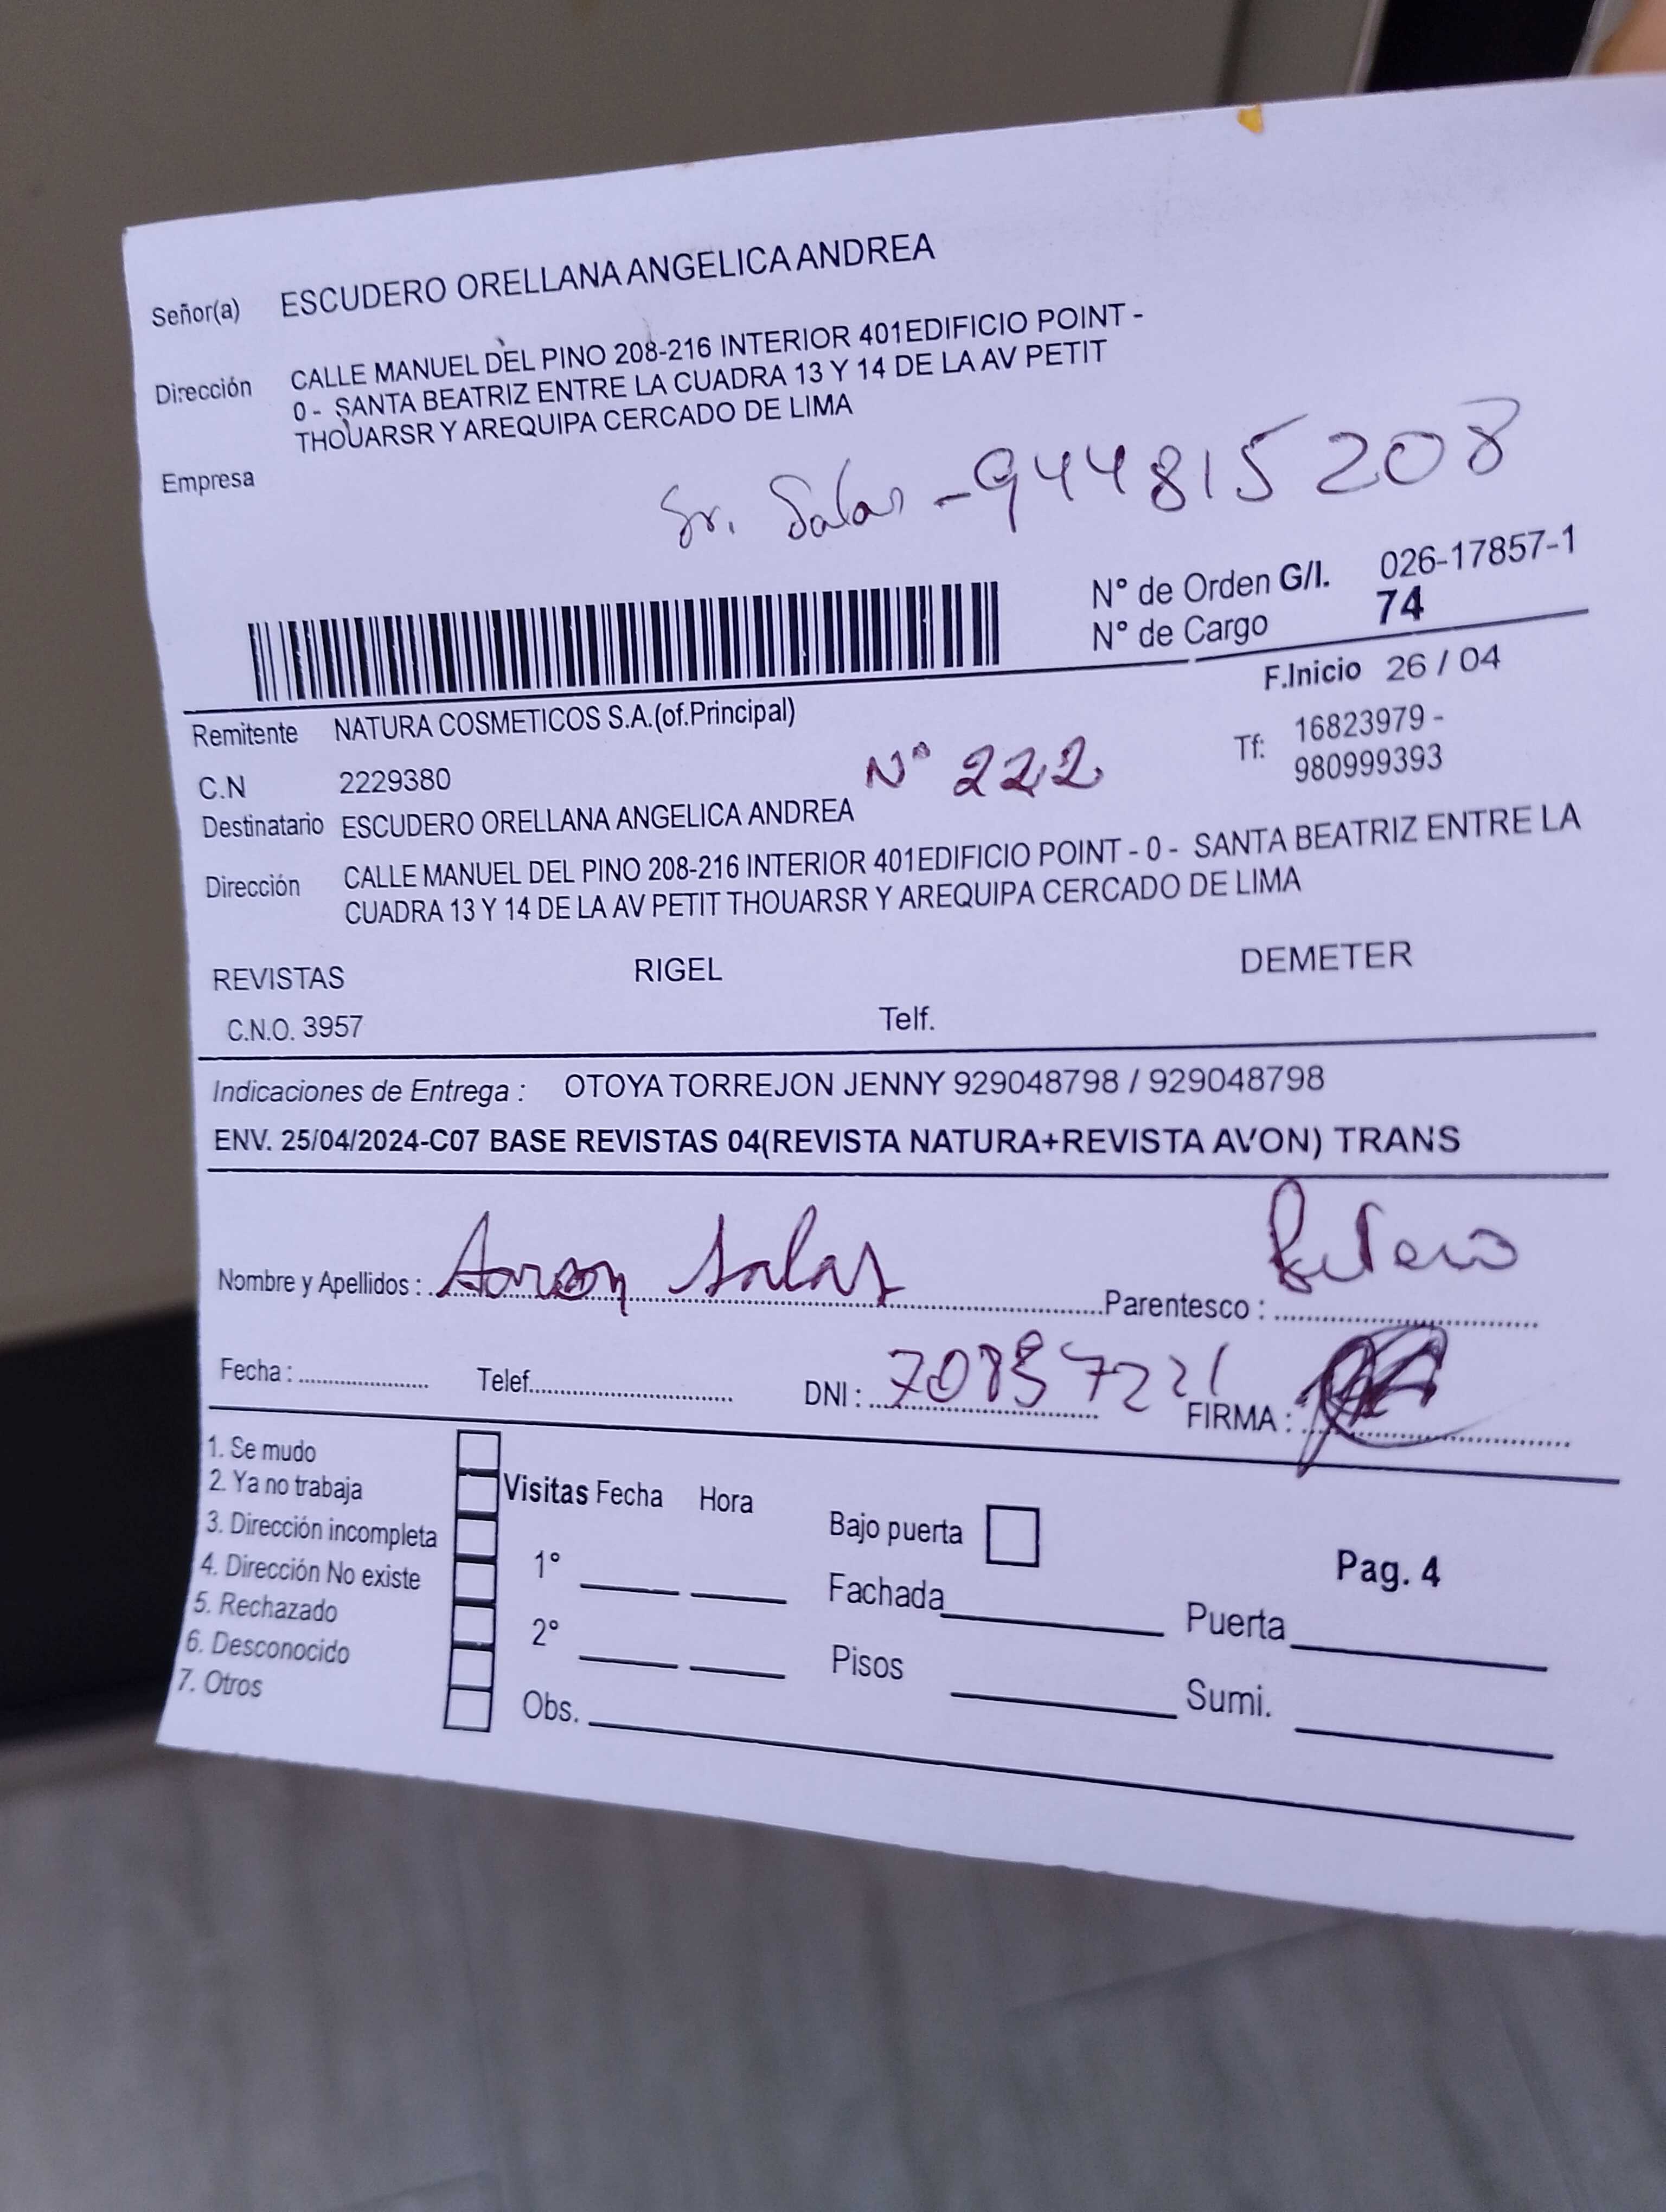 Señor(a) ESCUDERO ORELLANA ANGELICA ANDREA
Dirección CALLE MANUEL DEL PINO 208-216 INTERIOR 401EDIFICIO POINT -
0 - SANTA BEATRIZ ENTRE LA CUADRA 13 Y 14 DE LA AV PETIT
THOUARSR Y AREQUIPA CERCADO DE LIMA
Empresa
Sr. Salas - 944815208
N° de Orden G/I. 026-17857-1
N° de Cargo 74
F.Inicio 26 / 04
Remitente NATURA COSMETICOS S.A.(of.Principal)
Tf: 16823979 -
980999393
C.N 2229380
N° 222
Destinatario ESCUDERO ORELLANA ANGELICA ANDREA
Dirección CALLE MANUEL DEL PINO 208-216 INTERIOR 401EDIFICIO POINT - 0 - SANTA BEATRIZ ENTRE LA
CUADRA 13 Y 14 DE LA AV PETIT THOUARSR Y AREQUIPA CERCADO DE LIMA
REVISTAS RIGEL DEMETER
C.N.O. 3957 Telf.
Indicaciones de Entrega : OTOYA TORREJON JENNY 929048798 / 929048798
ENV. 25/04/2024-C07 BASE REVISTAS 04(REVISTA NATURA+REVISTA AVON) TRANS
Nombre y Apellidos : Aaron Salas Parentesco :
Fecha : Telef. DNI : FIRMA :
1. Se mudo
2. Ya no trabaja
3. Dirección incompleta
4. Dirección No existe
5. Rechazado
6. Desconocido
7. Otros
Visitas Fecha Hora
1°
2°
Obs.
Bajo puerta
Fachada
Pisos
Pag. 4
Puerta
Sumi.